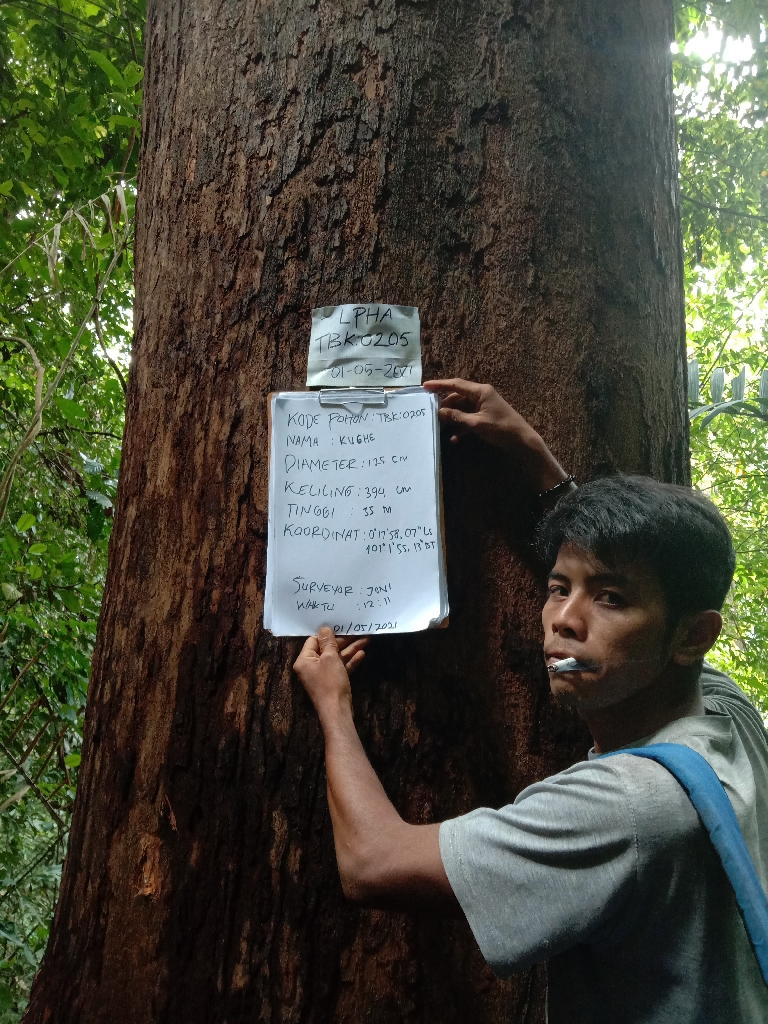 LPHA
TBK:0205
01-05-2021
KODE POHON : TBK:0205
NAMA : KUGHE
DIAMETER : 125 CM
KELILING : 394 CM
TINGGI : 35 M
KOORDINAT : 0°17'58,07" LS
101°1'55,13" BT
SURVEYOR : JONI
WAKTU : 12:11
01/05/2021